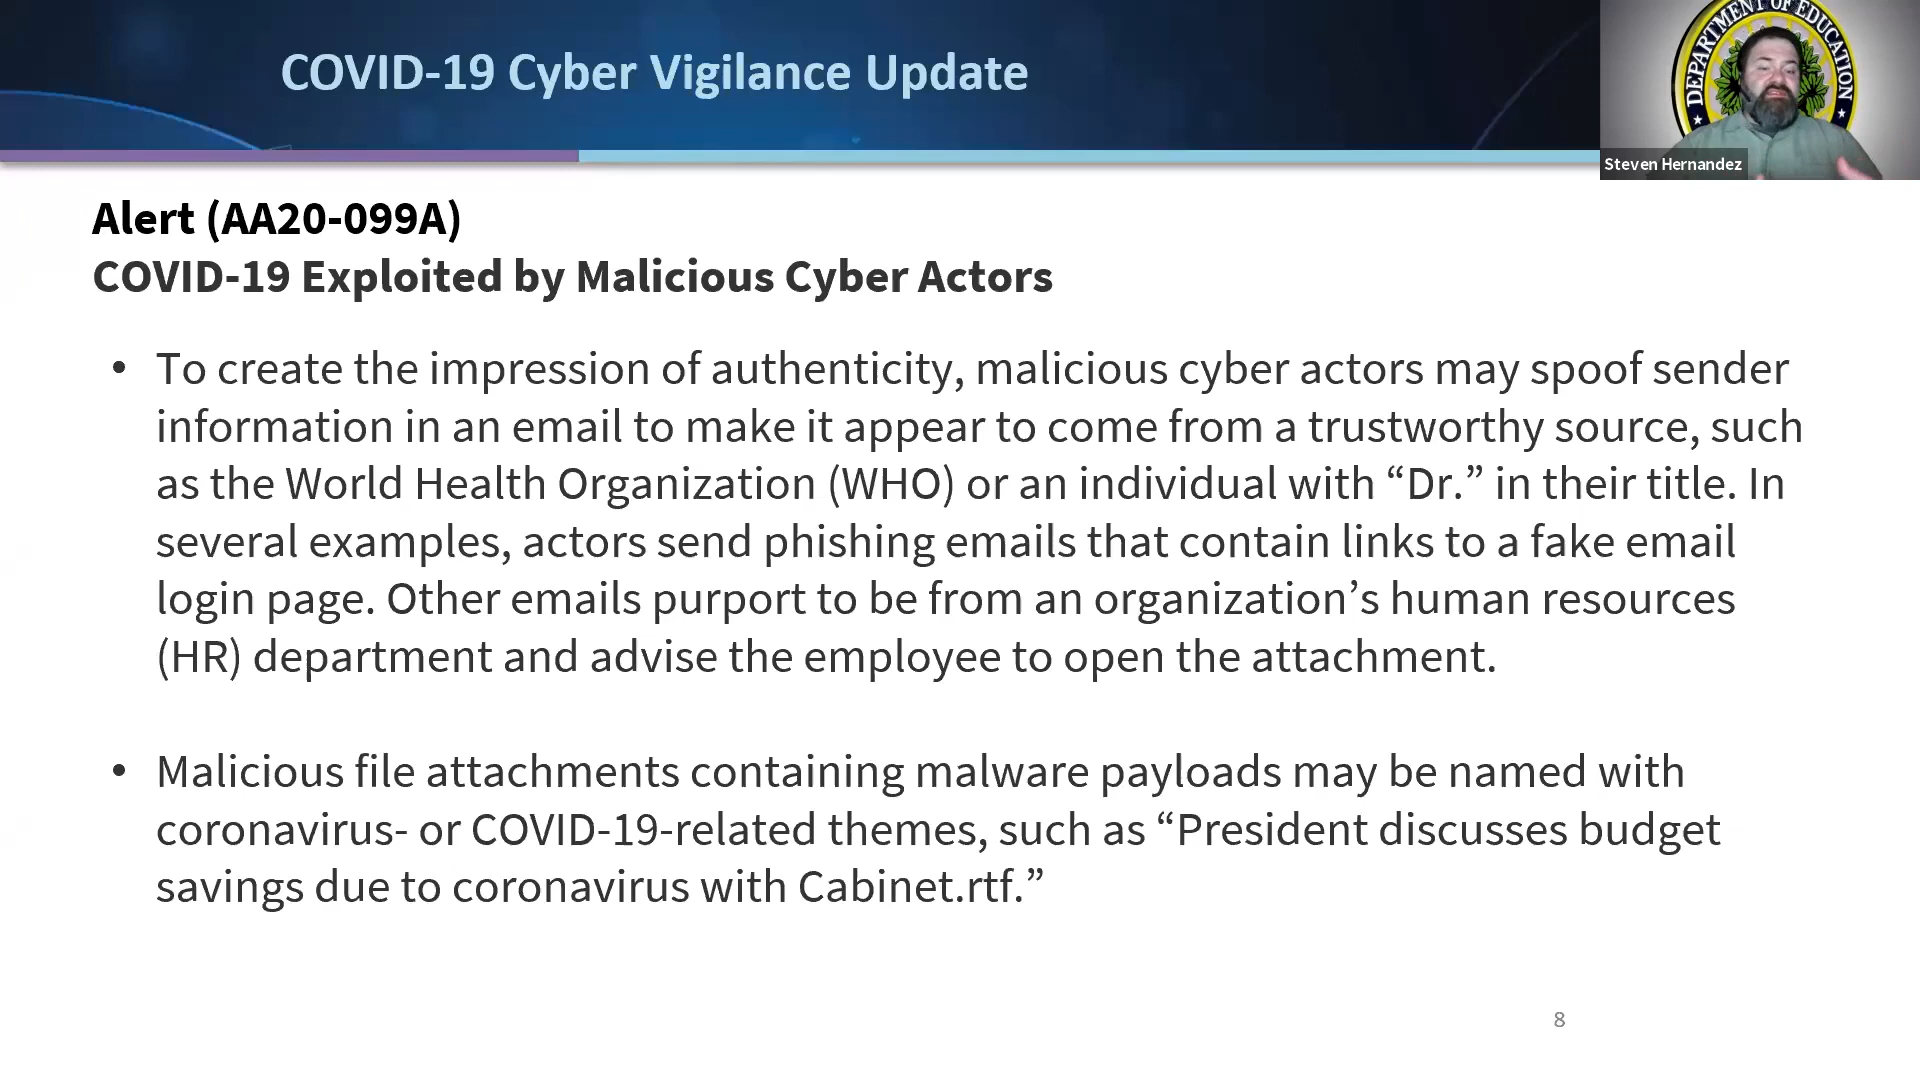 COVID-19 Cyber Vigilance Update
DEPARTMENT OF EDUCATION
Steven Hernandez
Alert (AA20-099A)
COVID-19 Exploited by Malicious Cyber Actors
• To create the impression of authenticity, malicious cyber actors may spoof sender
information in an email to make it appear to come from a trustworthy source, such
as the World Health Organization (WHO) or an individual with “Dr.” in their title. In
several examples, actors send phishing emails that contain links to a fake email
login page. Other emails purport to be from an organization’s human resources
(HR) department and advise the employee to open the attachment.
• Malicious file attachments containing malware payloads may be named with
coronavirus- or COVID-19-related themes, such as “President discusses budget
savings due to coronavirus with Cabinet.rtf.”
8